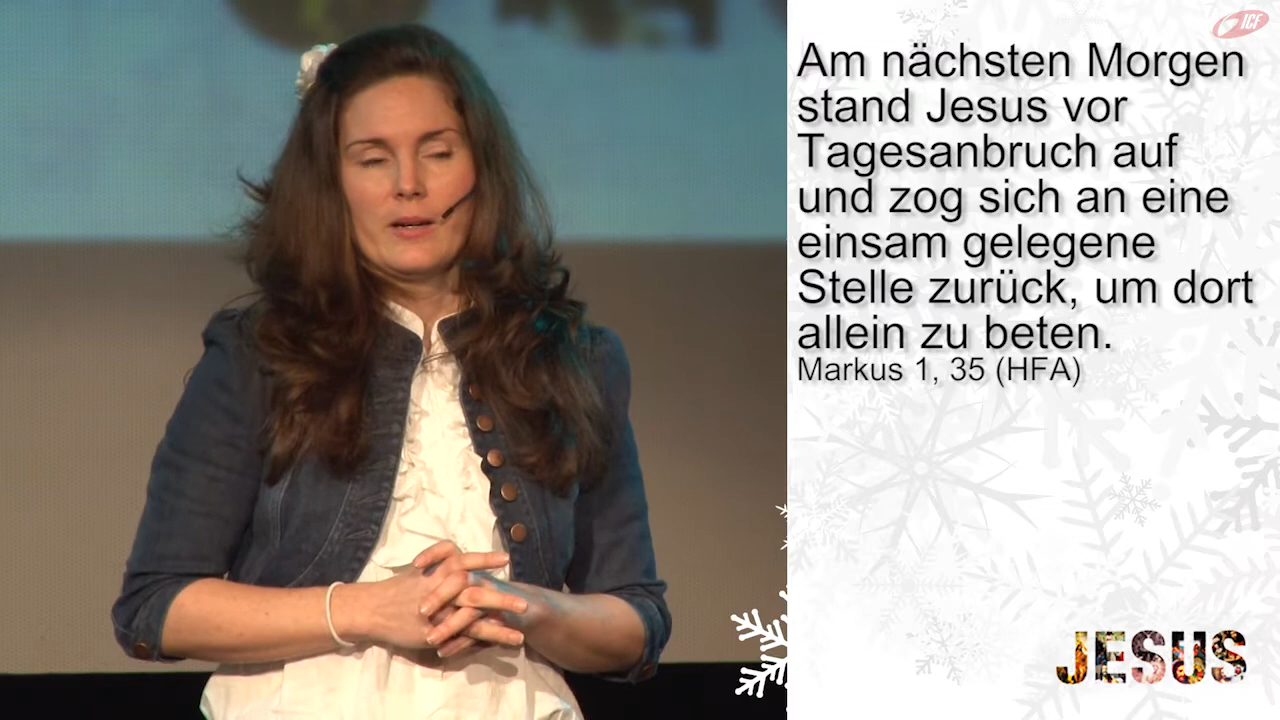 ICF
Am nächsten Morgen
stand Jesus vor
Tagesanbruch auf
und zog sich an eine
einsam gelegene
Stelle zurück, um dort
allein zu beten.
Markus 1, 35 (HFA)
JESUS